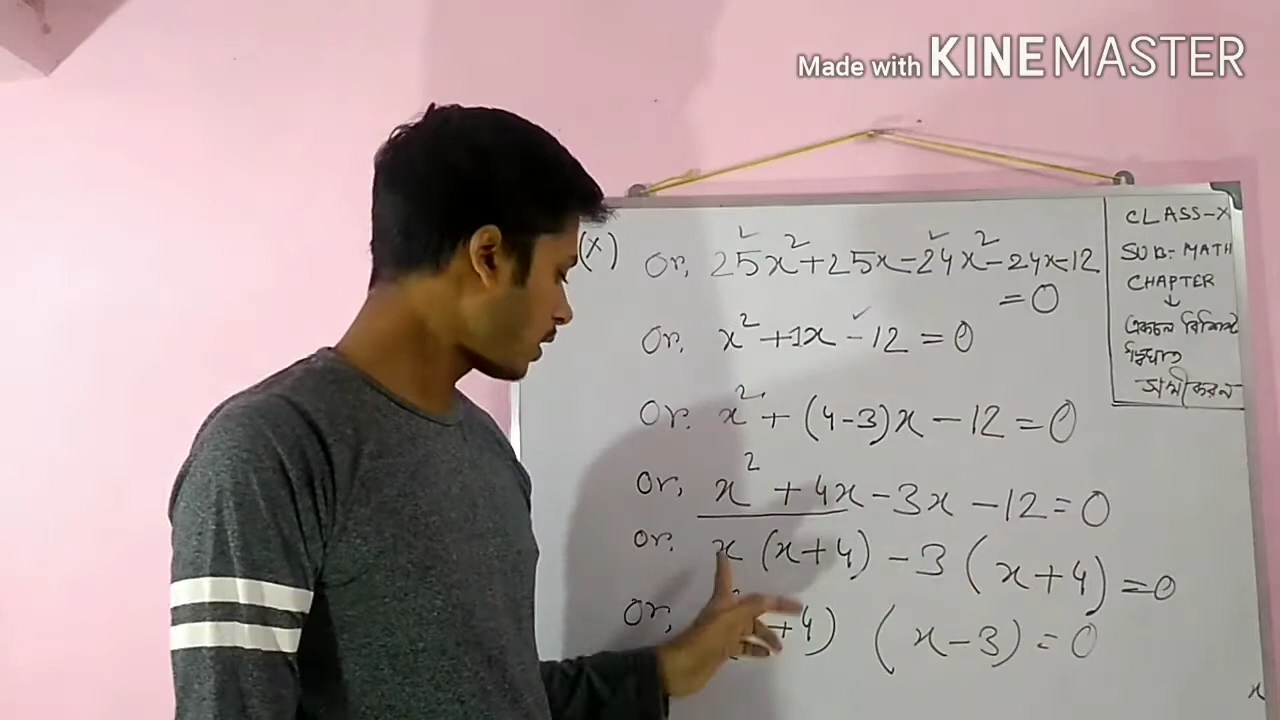 Made with KINEMASTER
(x) Or, 25x²+25x-24x²-24x-12
=0
Or, x²+1x-12=0
Or. x²+(4-3)x-12=0
Or, x²+4x-3x-12=0
or. x(x+4)-3(x+4)=0
Or, +4) (x-3)=0
x
CLASS-X
SUB-MATH
CHAPTER
↓
একচল বিশিষ্ট
দ্বিঘাত
সমীকরণ